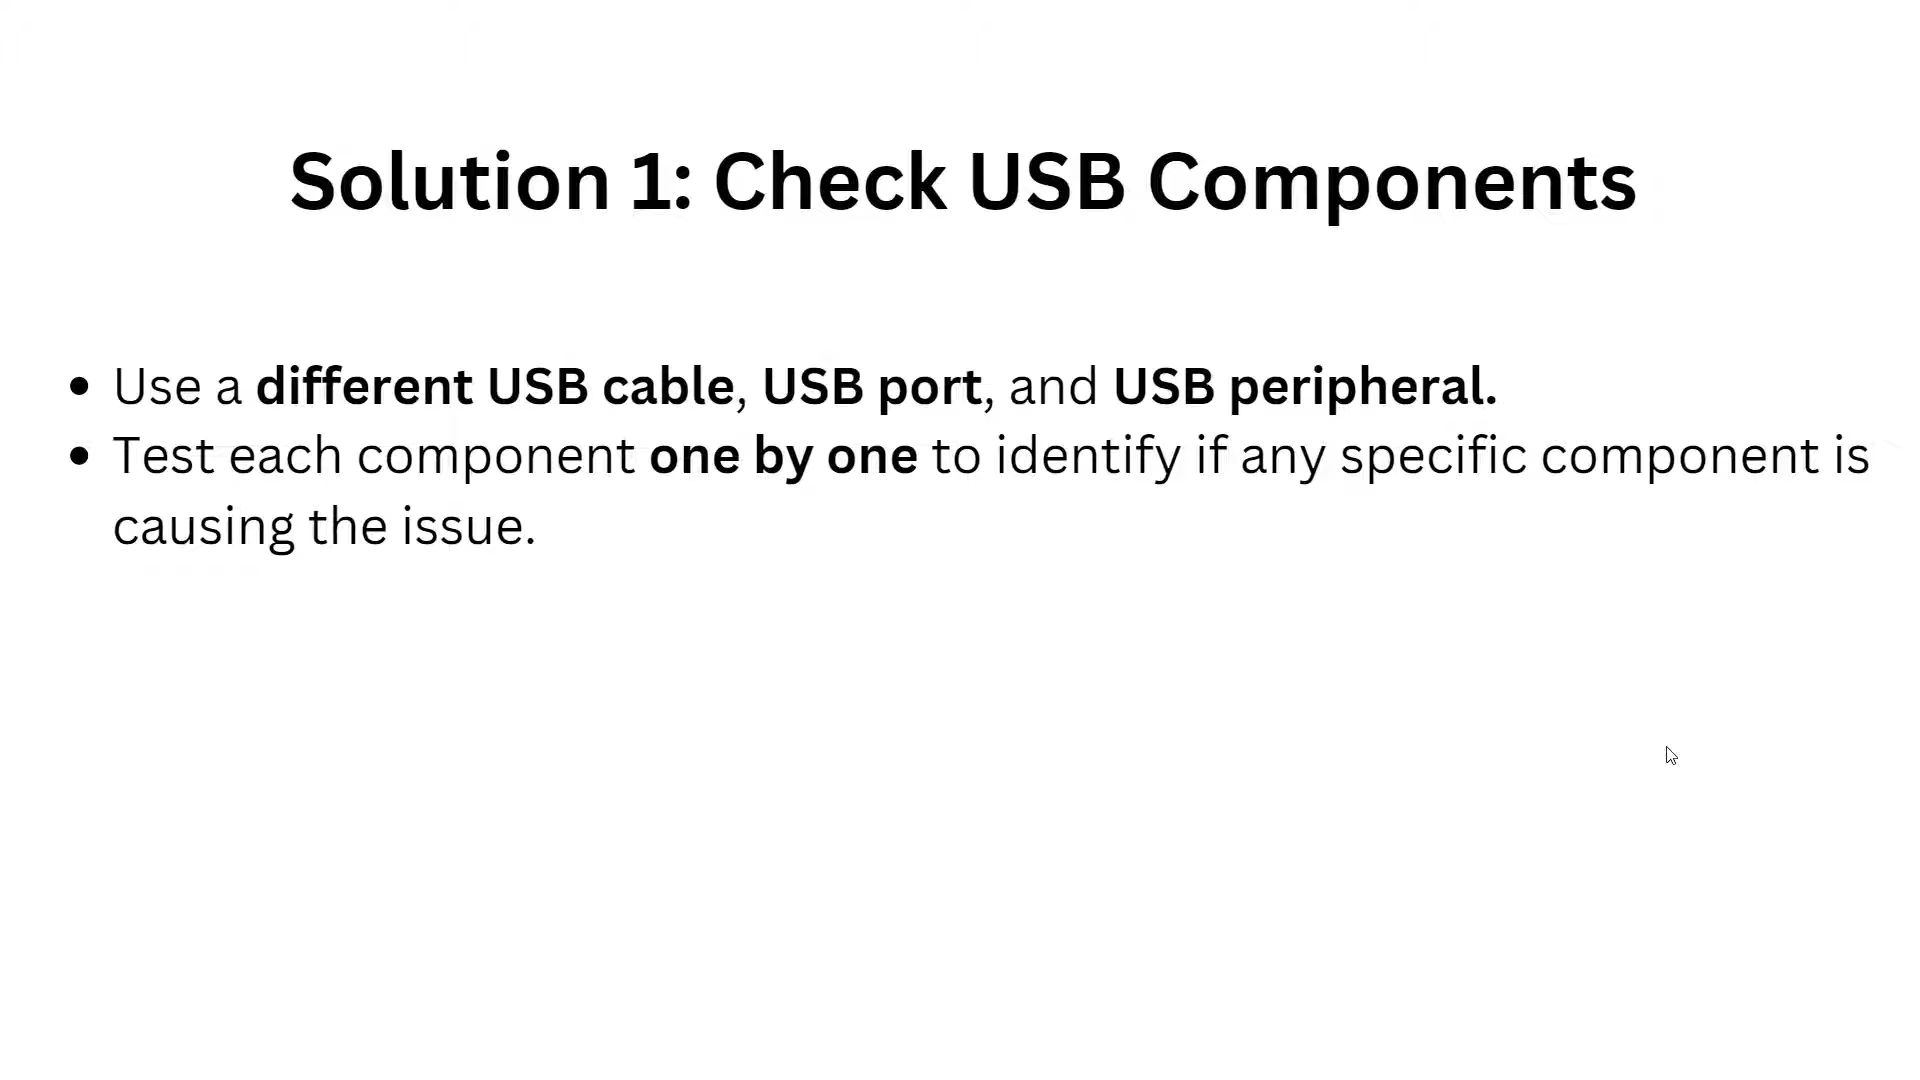 Solution 1: Check USB Components
• Use a different USB cable, USB port, and USB peripheral.
• Test each component one by one to identify if any specific component is
causing the issue.